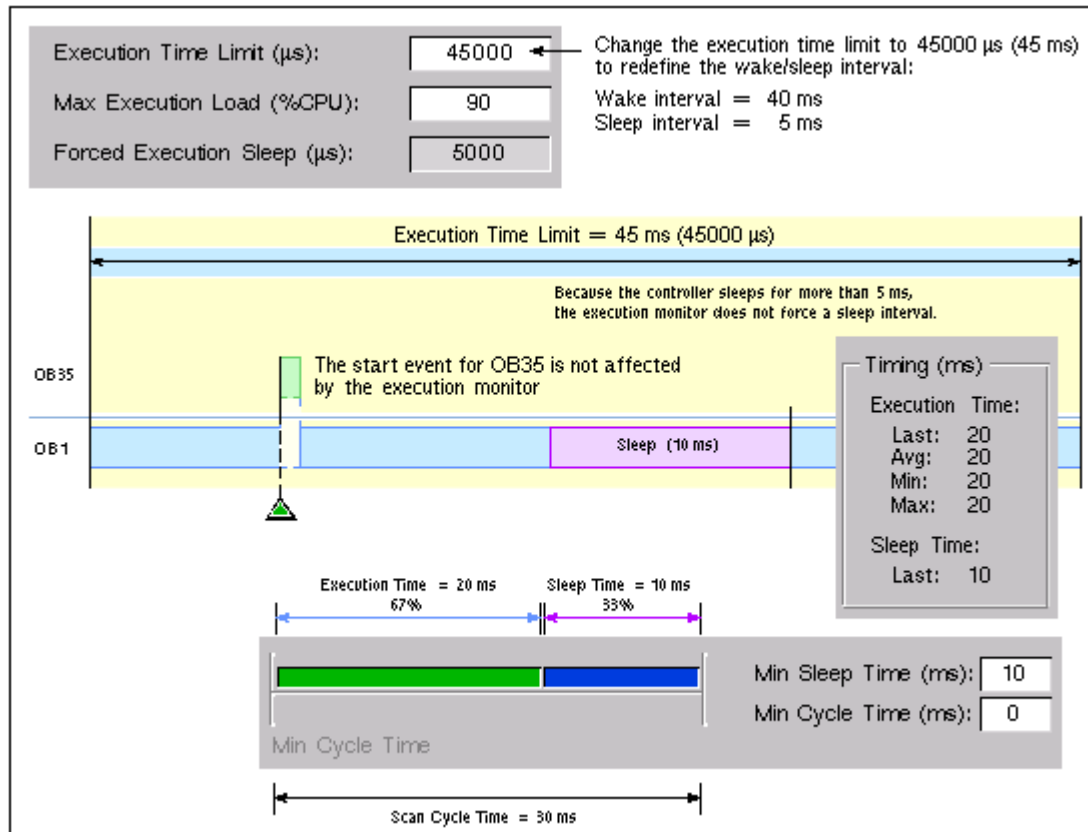 Execution Time Limit (µs): 45000
Change the execution time limit to 45000 µs (45 ms)
to redefine the wake/sleep interval:
Max Execution Load (%CPU): 90
Wake interval = 40 ms
Sleep interval = 5 ms
Forced Execution Sleep (µs): 5000
Execution Time Limit = 45 ms (45000 µs)
Because the controller sleeps for more than 5 ms,
the execution monitor does not force a sleep interval.
OB35
The start event for OB35 is not affected
by the execution monitor
OB1
Sleep (10 ms)
Timing (ms)
Execution Time:
Last: 20
Avg: 20
Min: 20
Max: 20
Sleep Time:
Last: 10
Execution Time = 20 ms
67%
Sleep Time = 10 ms
33%
Min Sleep Time (ms): 10
Min Cycle Time (ms): 0
Min Cycle Time
Scan Cycle Time = 30 ms